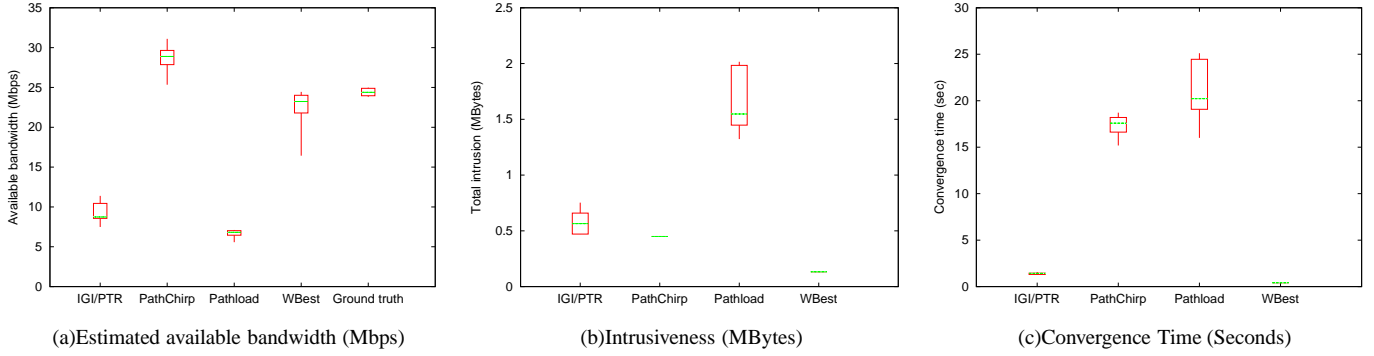 Available bandwidth (Mbps)
35
30
25
20
15
10
5
0
IGI/PTR PathChirp Pathload WBest Ground truth
(a)Estimated available bandwidth (Mbps)
Total intrusion (MBytes)
2.5
2
1.5
1
0.5
0
IGI/PTR PathChirp Pathload WBest
(b)Intrusiveness (MBytes)
Convergence time (sec)
30
25
20
15
10
5
0
IGI/PTR PathChirp Pathload WBest
(c)Convergence Time (Seconds)